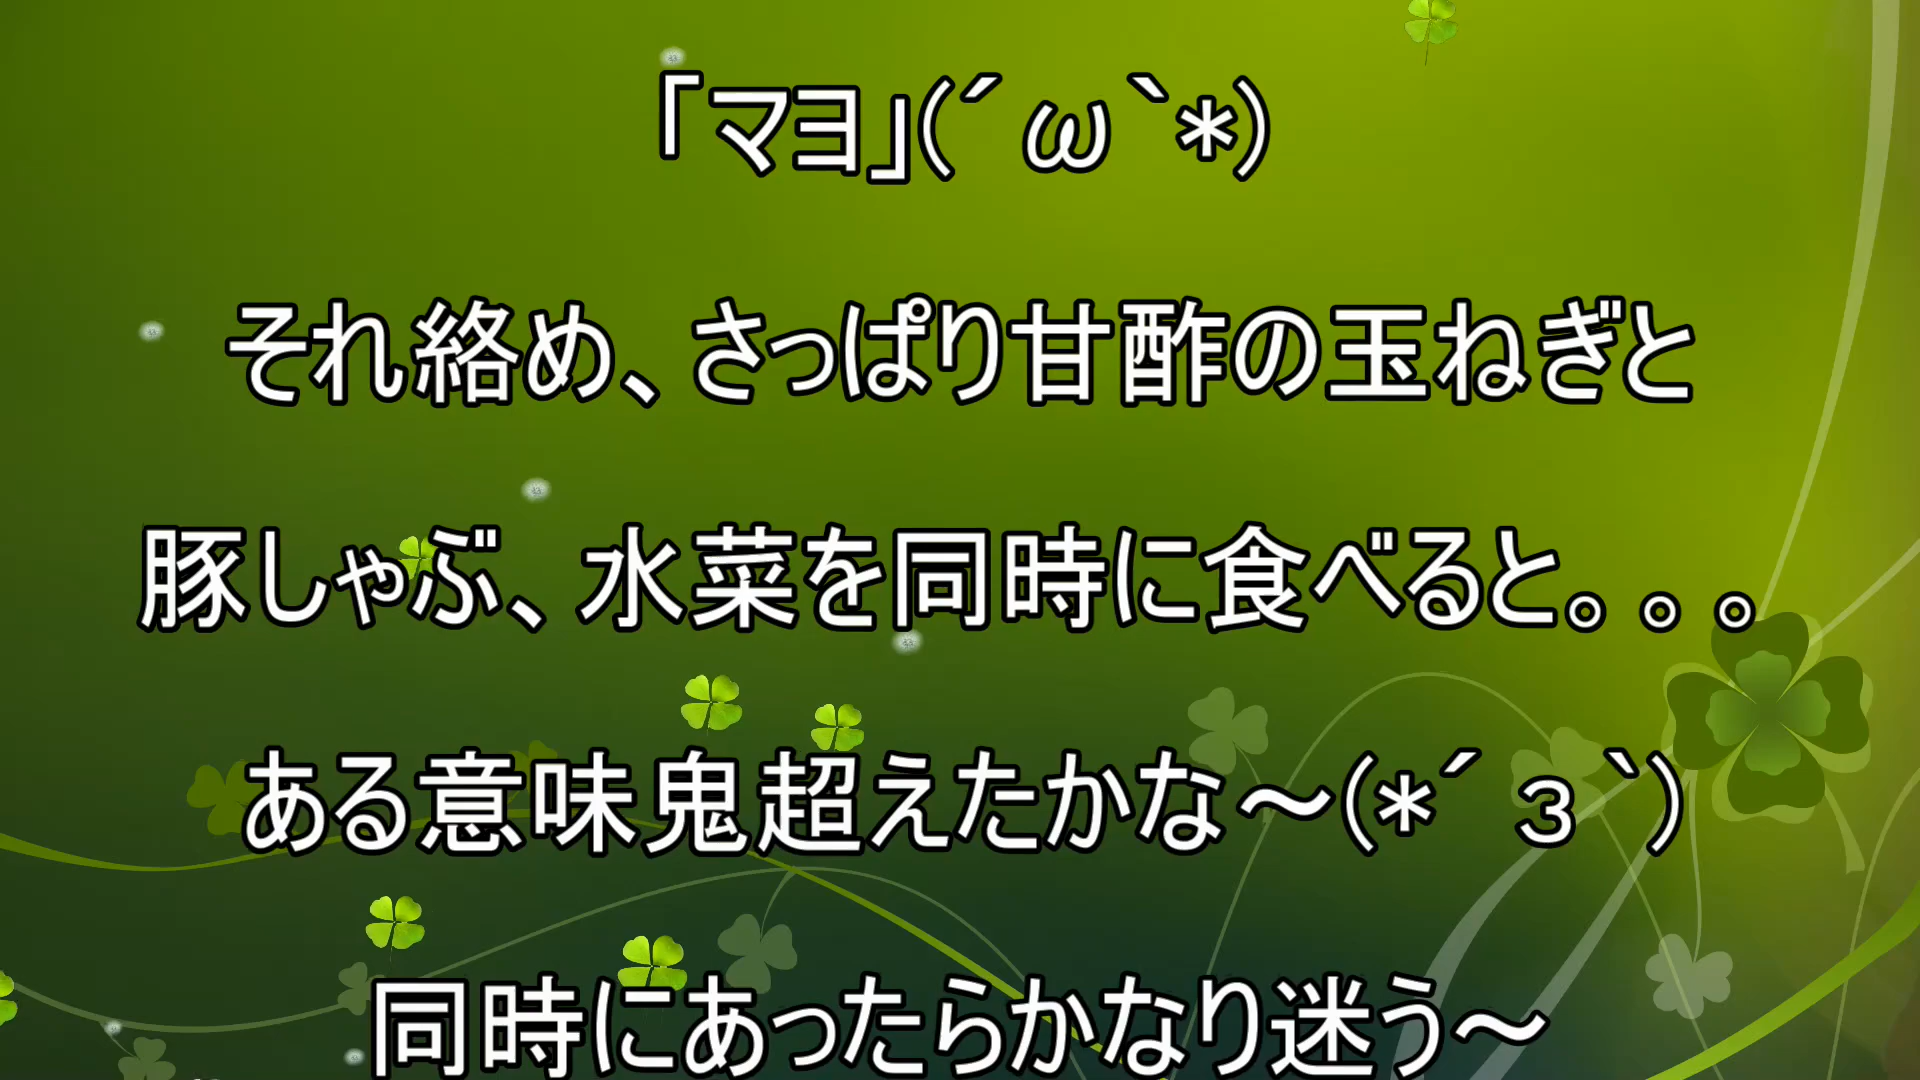 「マヨ」(´ω`*)
それ絡め、さっぱり甘酢の玉ねぎと
豚しゃぶ、水菜を同時に食べると。。。
ある意味鬼超えたかな～(*´з`)
同時にあったらかなり迷う～